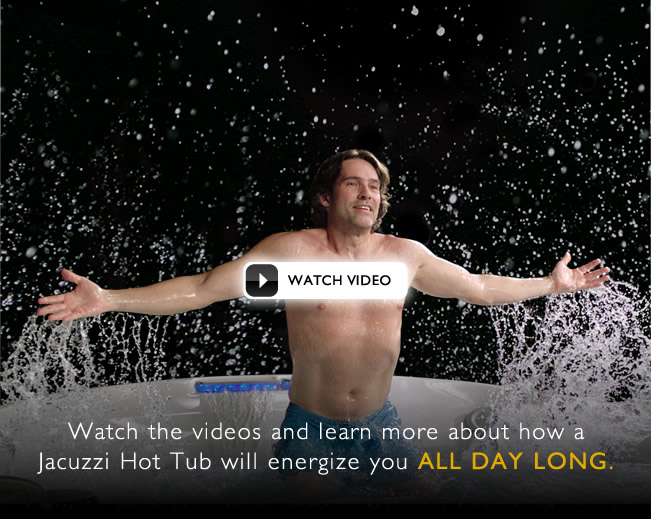 WATCH VIDEO
Watch the videos and learn more about how a
Jacuzzi Hot Tub will energize you ALL DAY LONG.